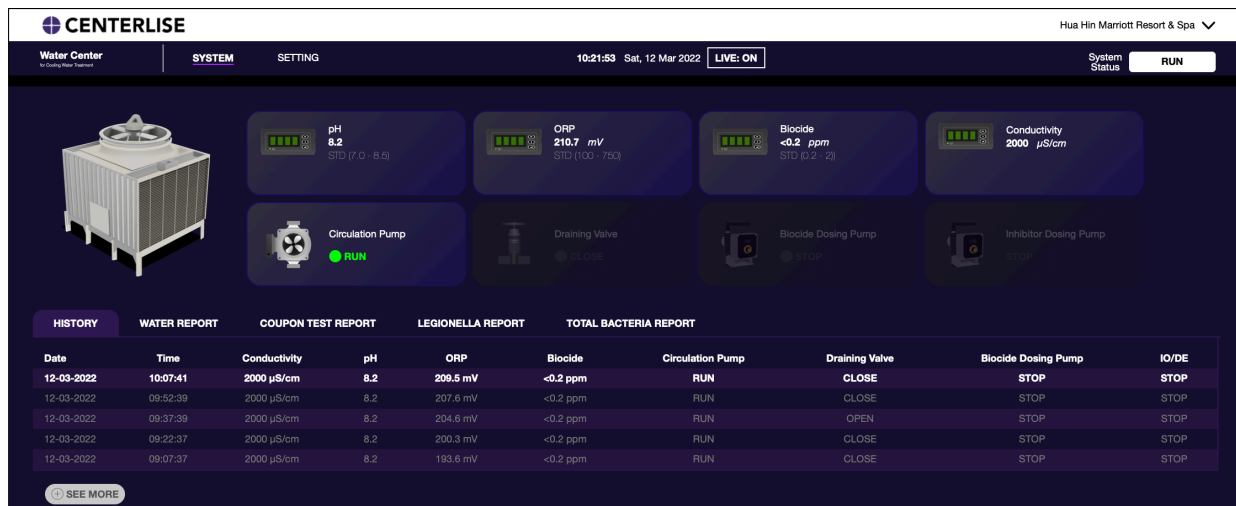 CENTERLISE
Hua Hin Marriott Resort & Spa
Water Center
for Cooling Water Treatment
SYSTEM
SETTING
10:21:53 Sat, 12 Mar 2022
LIVE: ON
System
Status
RUN
pH
8.2
STD (7.0 - 8.5)
ORP
210.7 mV
STD (100 - 750)
Biocide
<0.2 ppm
STD (0.2 - 2))
Conductivity
2000 µS/cm
Circulation Pump
RUN
Draining Valve
CLOSE
Biocide Dosing Pump
STOP
Inhibitor Dosing Pump
STOP
HISTORY WATER REPORT COUPON TEST REPORT LEGIONELLA REPORT TOTAL BACTERIA REPORT
Date Time Conductivity pH ORP Biocide Circulation Pump Draining Valve Biocide Dosing Pump IO/DE
12-03-2022 10:07:41 2000 µS/cm 8.2 209.5 mV <0.2 ppm RUN CLOSE STOP STOP
12-03-2022 09:52:39 2000 µS/cm 8.2 207.6 mV <0.2 ppm RUN CLOSE STOP STOP
12-03-2022 09:37:39 2000 µS/cm 8.2 204.6 mV <0.2 ppm RUN OPEN STOP STOP
12-03-2022 09:22:37 2000 µS/cm 8.2 200.3 mV <0.2 ppm RUN CLOSE STOP STOP
12-03-2022 09:07:37 2000 µS/cm 8.2 193.6 mV <0.2 ppm RUN CLOSE STOP STOP
SEE MORE